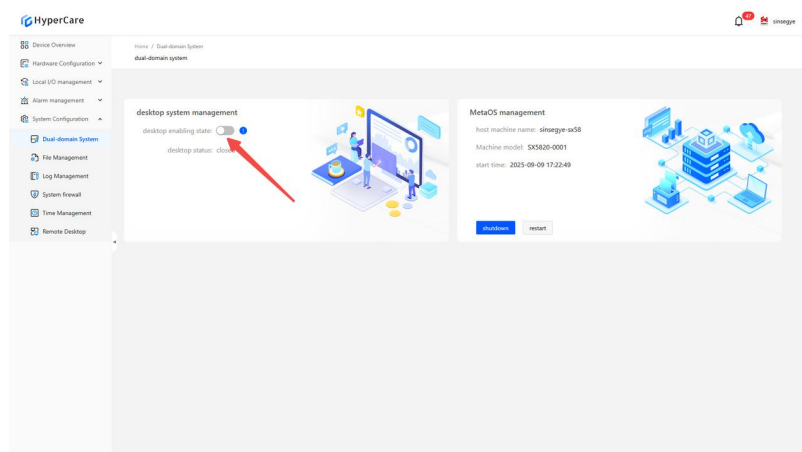 HyperCare
47
sinsegye
Device Overview
Home / Dual-domain System
Hardware Configuration
dual-domain system
Local I/O management
Alarm management
System Configuration
Dual-domain System
File Management
Log Management
System firewall
Time Management
Remote Desktop
desktop system management
desktop enabling state:
desktop status: close
MetaOS management
host machine name: sinsegye-sx58
Machine model: SX5820-0001
start time: 2025-09-09 17:22:49
shutdown
restart